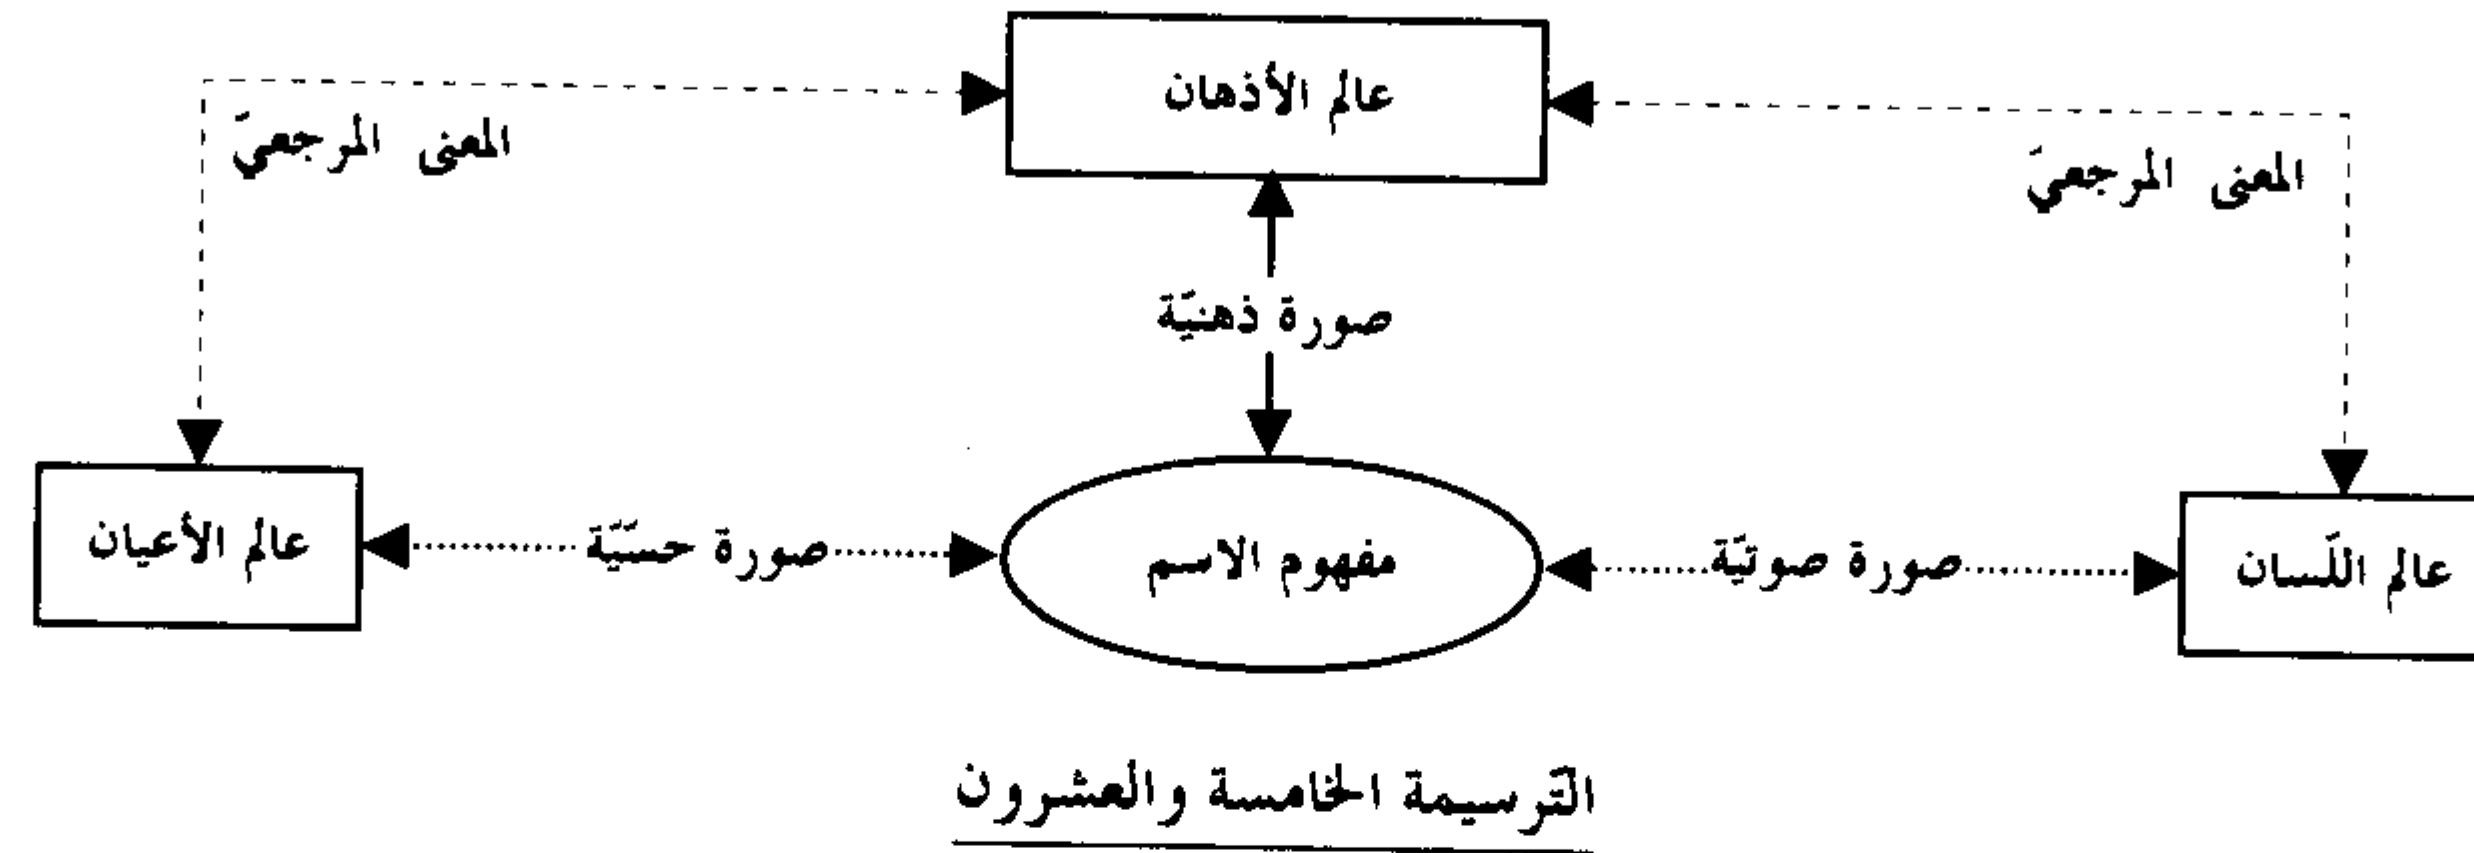 عالم الأذهان
المعنى المرجعيّ
المعنى المرجعيّ
صورة ذهنيّة
عالم اللّسان
صورة صوتيّة
مفهوم الاسم
صورة حسيّة
عالم الأعيان
التّرسيمة الخامسة والعشرون